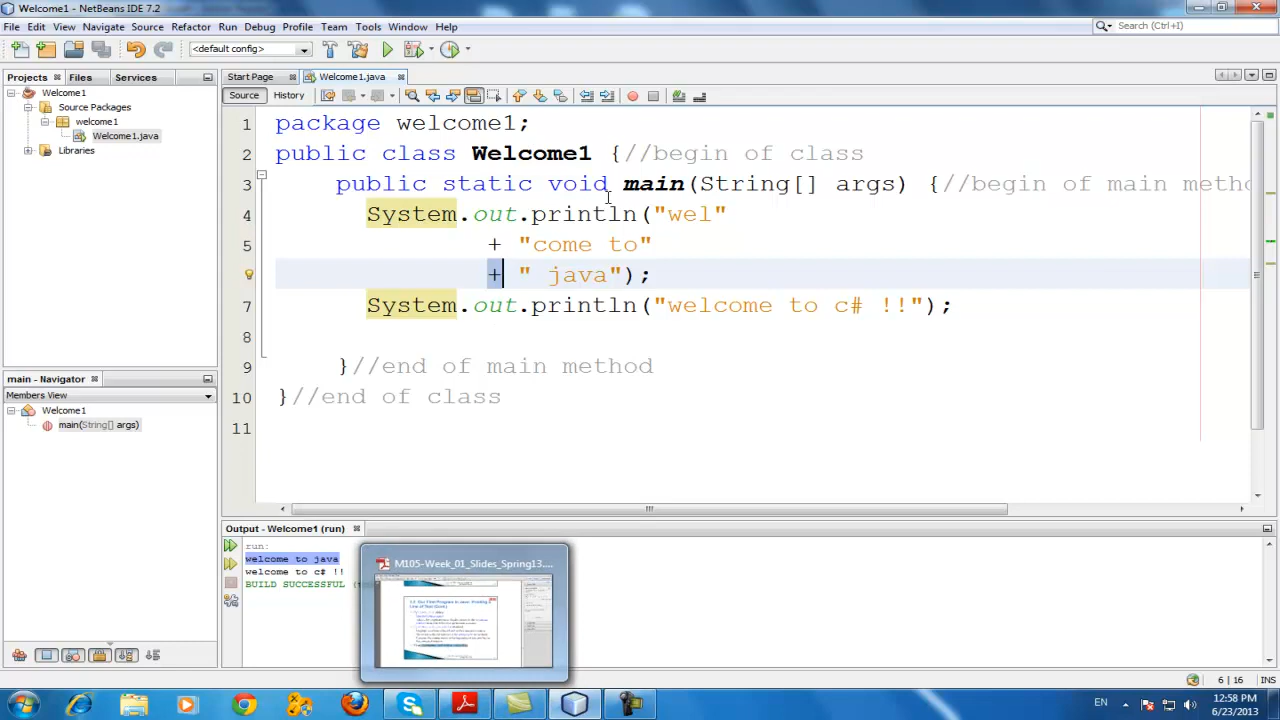 Welcome1 - NetBeans IDE 7.2
File Edit View Navigate Source Refactor Run Debug Profile Team Tools Window Help
Search (Ctrl+I)
<default config>
Projects Files Services
Start Page Welcome1.java
Source History
Welcome1
Source Packages
welcome1
Welcome1.java
Libraries
1 package welcome1;
2 public class Welcome1 {//begin of class
3 public static void main(String[] args) {//begin of main metho
4 System.out.println("wel"
5 + "come to"
+ " java");
7 System.out.println("welcome to c# !!");
8
9 }//end of main method
10 }//end of class
11
main - Navigator
Members View
Welcome1
main(String[] args)
Output - Welcome1 (run)
run:
welcome to java
welcome to c# !!
BUILD SUCCESSFUL (t
M105-Week_01_Slides_Spring13....
6 | 16 INS
EN
12:58 PM
6/23/2013